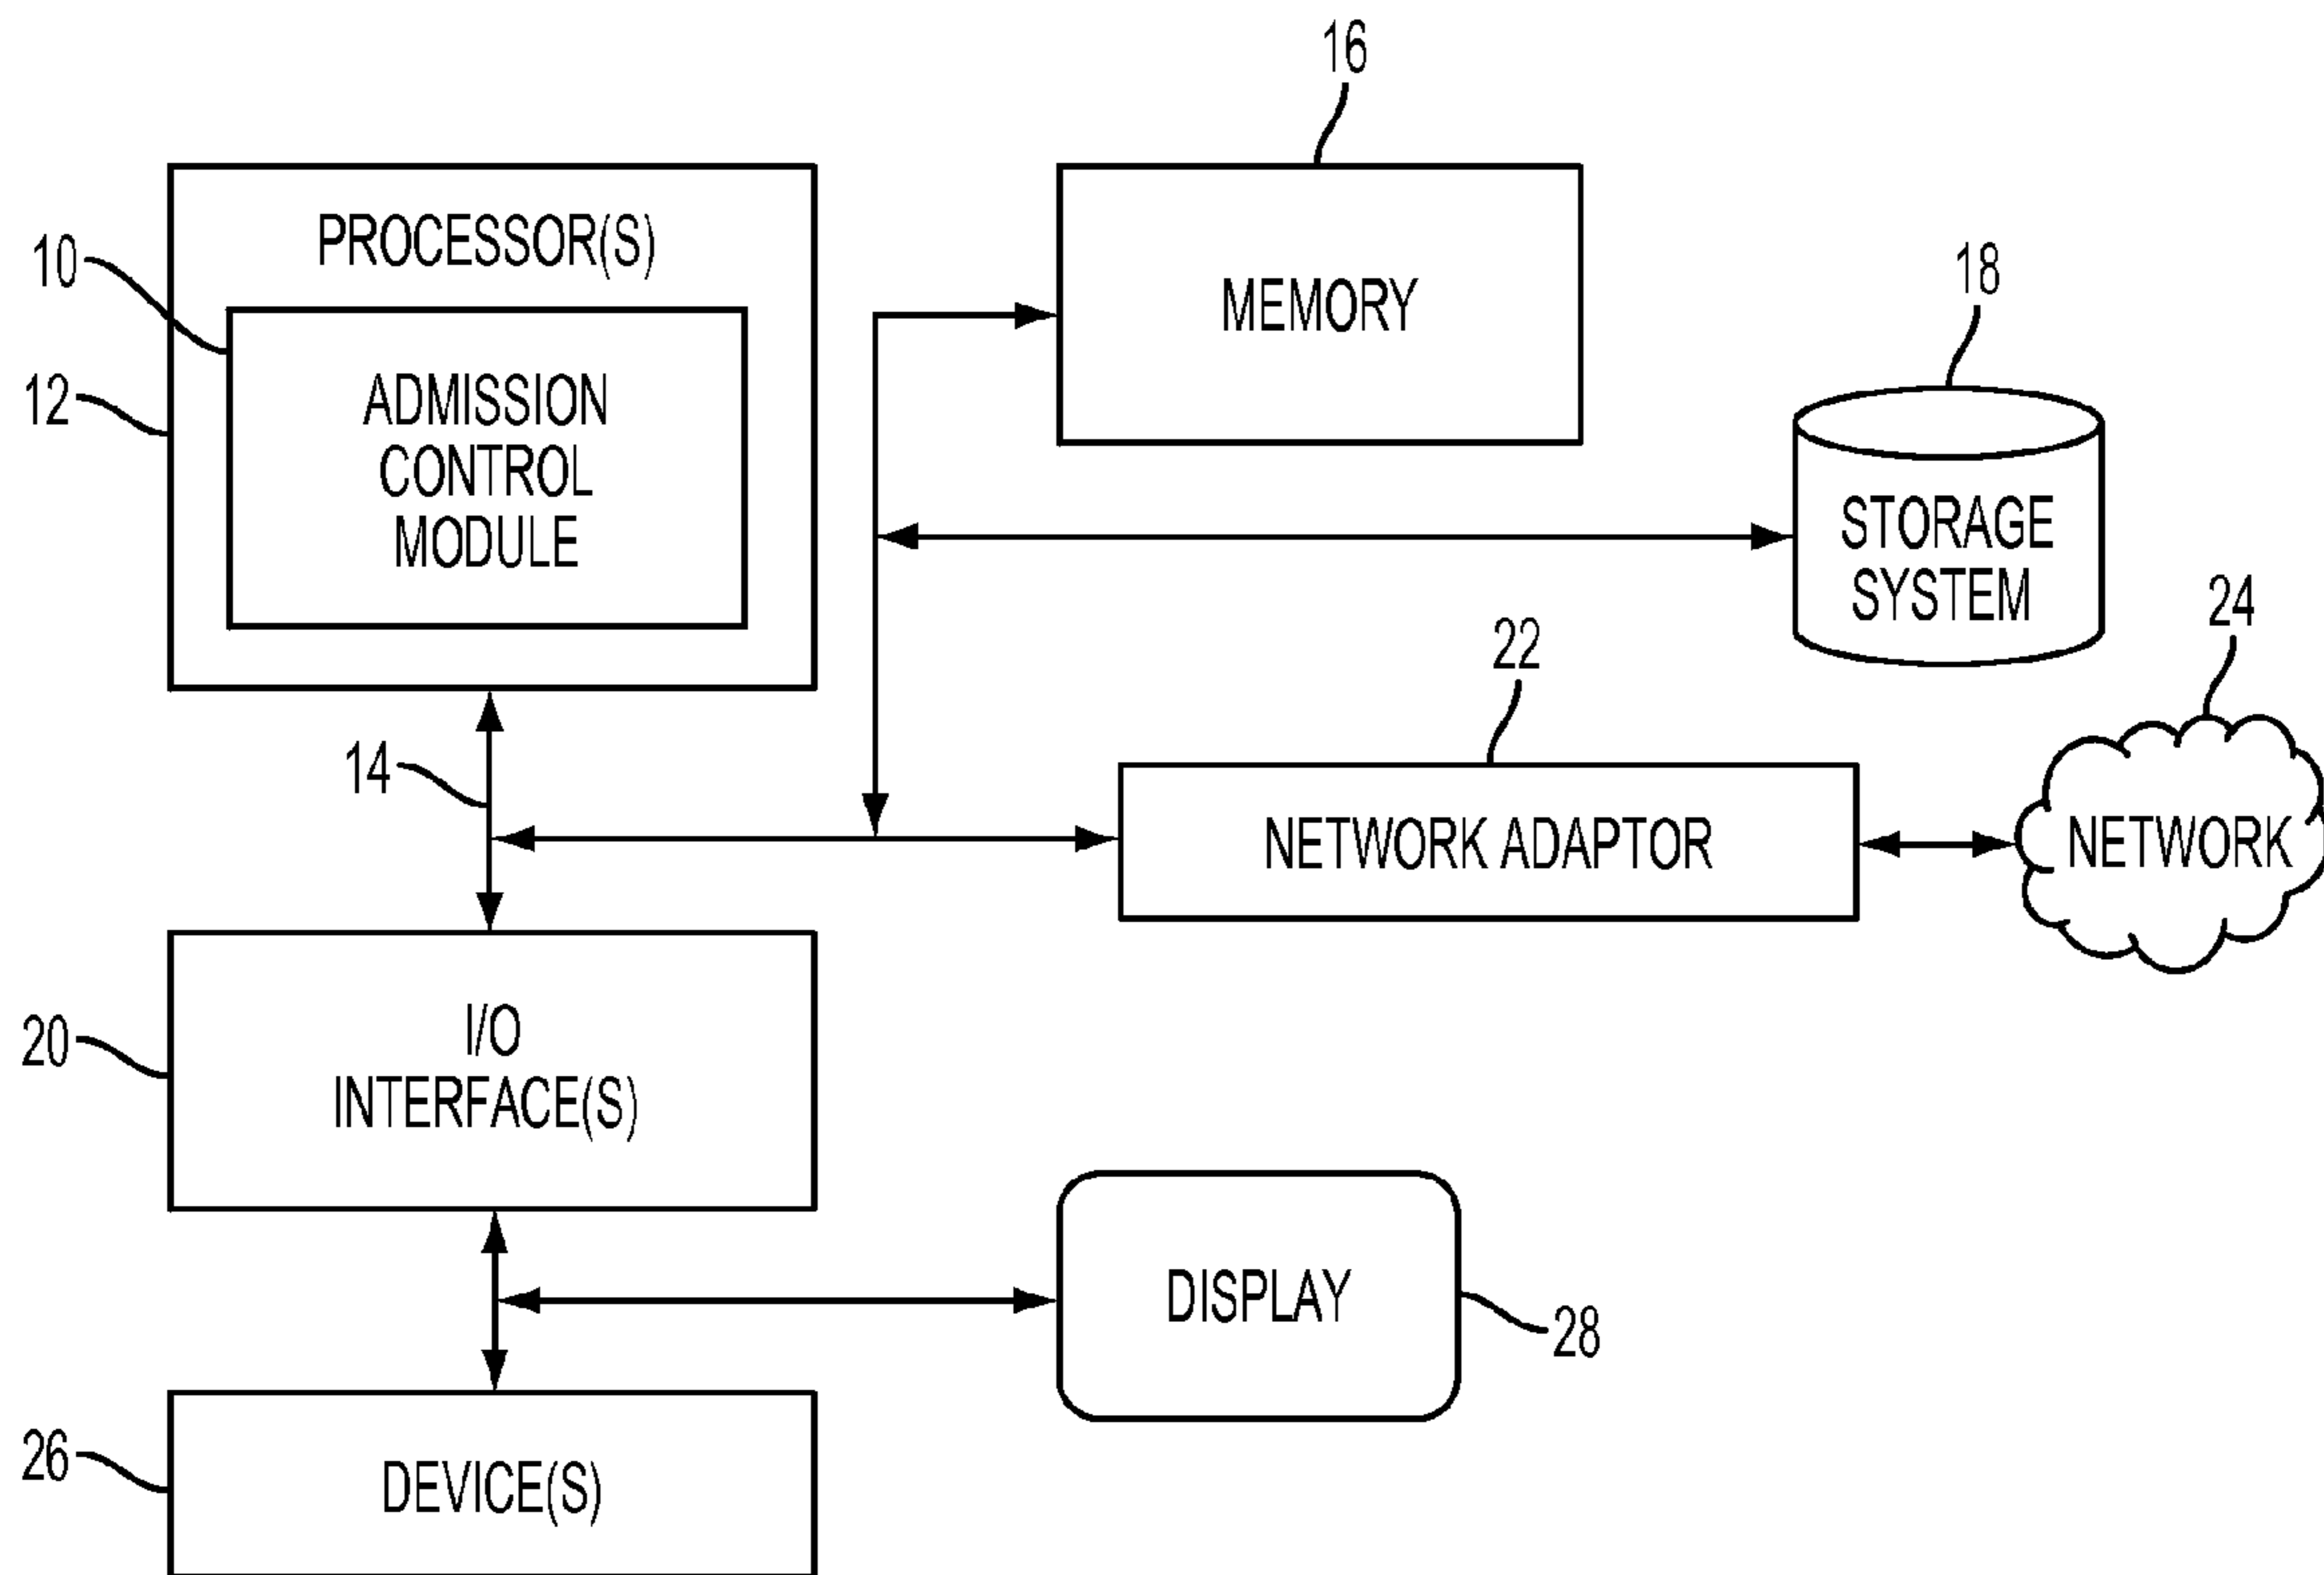 16
PROCESSOR(S)
10
MEMORY
18
12
ADMISSION
CONTROL
MODULE
STORAGE
SYSTEM
24
22
14
NETWORK ADAPTOR
NETWORK
20
I/O
INTERFACE(S)
DISPLAY
28
26
DEVICE(S)